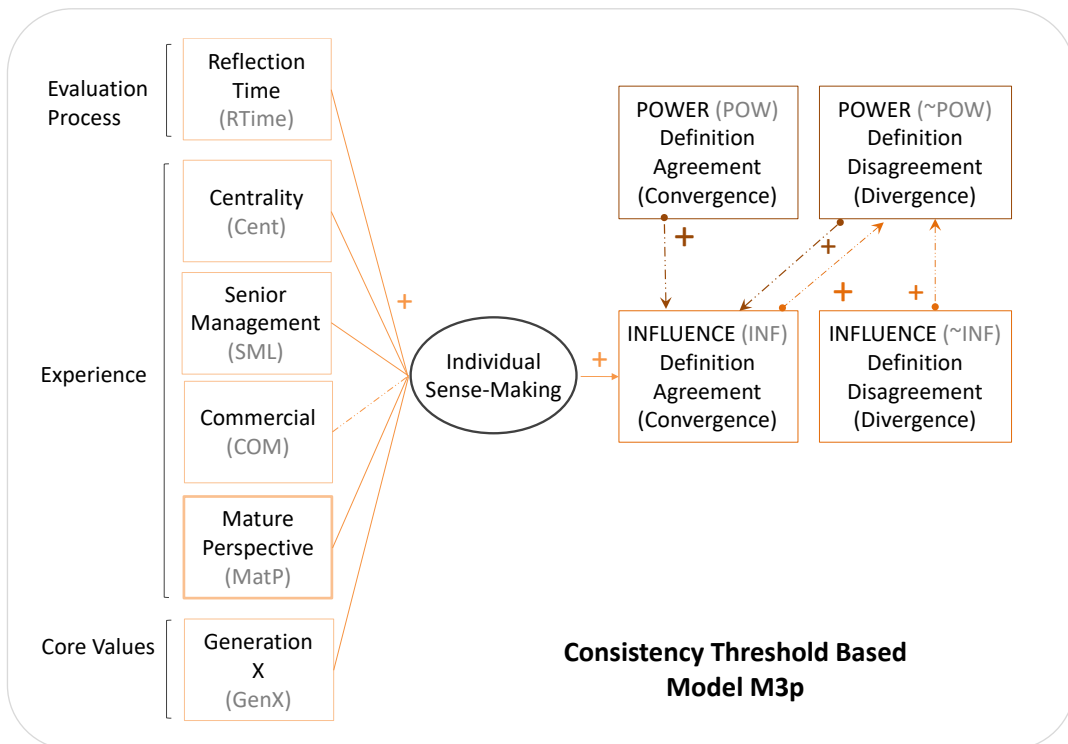 Evaluation
Process
Reflection
Time
(RTime)
Experience
Centrality
(Cent)
Senior
Management
(SML)
Commercial
(COM)
Mature
Perspective
(MatP)
Core Values
Generation
X
(GenX)
+
Individual
Sense-Making
+
POWER (POW)
Definition
Agreement
(Convergence)
POWER (~POW)
Definition
Disagreement
(Divergence)
+
+
+
+
INFLUENCE (INF)
Definition
Agreement
(Convergence)
INFLUENCE (~INF)
Definition
Disagreement
(Divergence)
Consistency Threshold Based
Model M3p